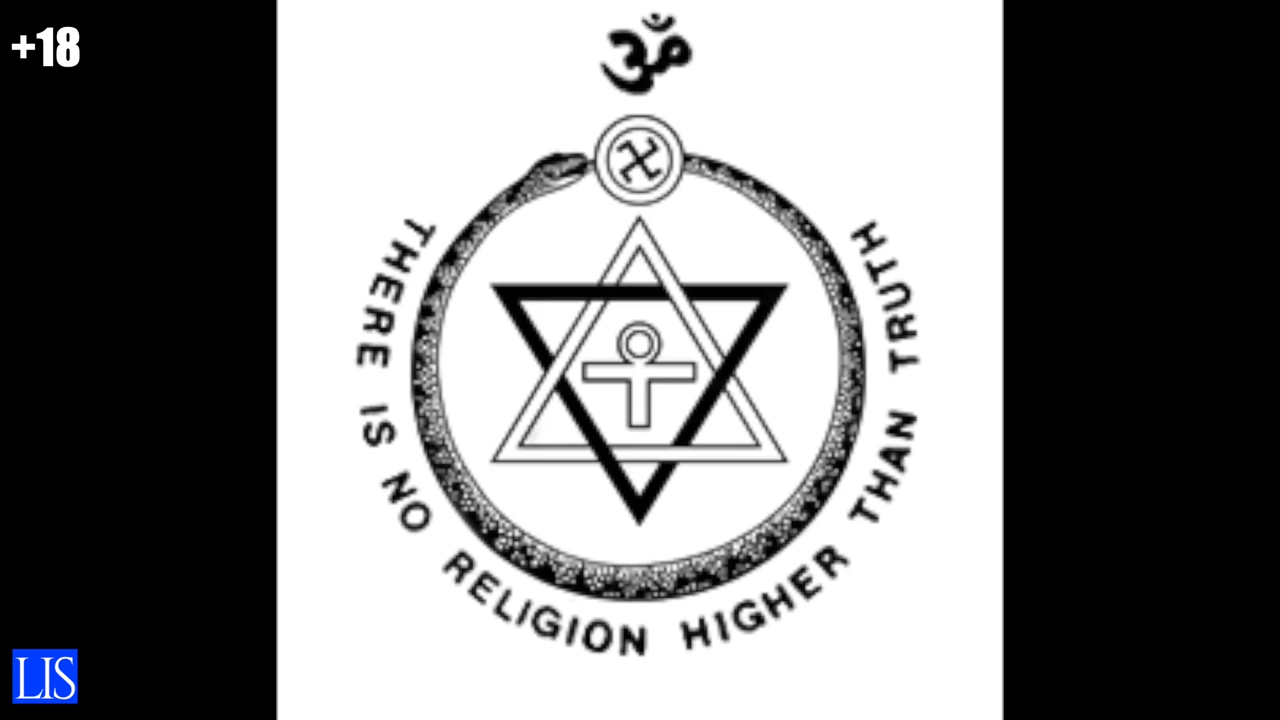 +18
ॐ
THERE IS NO RELIGION HIGHER THAN TRUTH
LIS